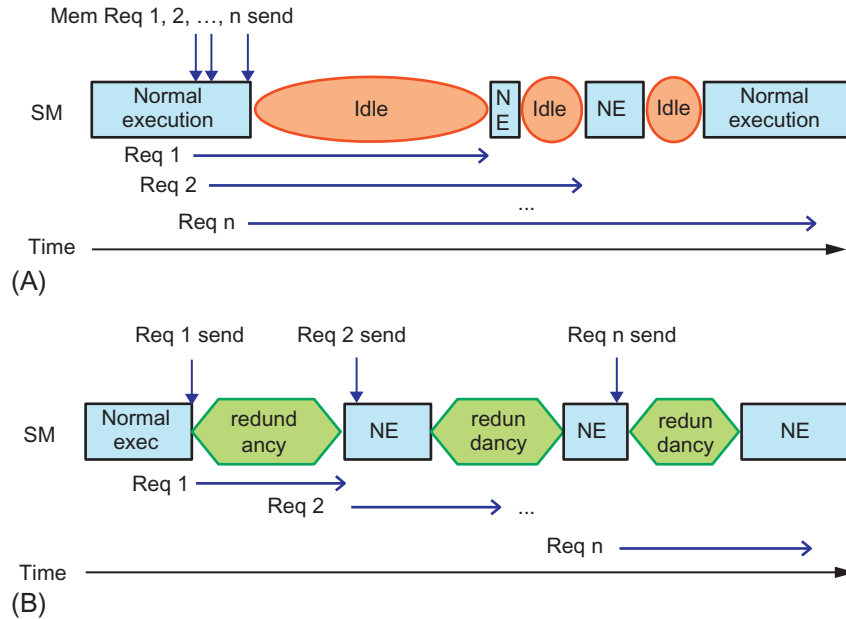 Mem Req 1, 2, …, n send
SM
Normal
execution
Idle
N
E
Idle
NE
Idle
Normal
execution
Req 1
Req 2
...
Req n
Time
(A)
Req 1 send
Req 2 send
Req n send
SM
Normal
exec
redund
ancy
NE
redun
dancy
NE
redun
dancy
NE
Req 1
Req 2
...
Req n
Time
(B)